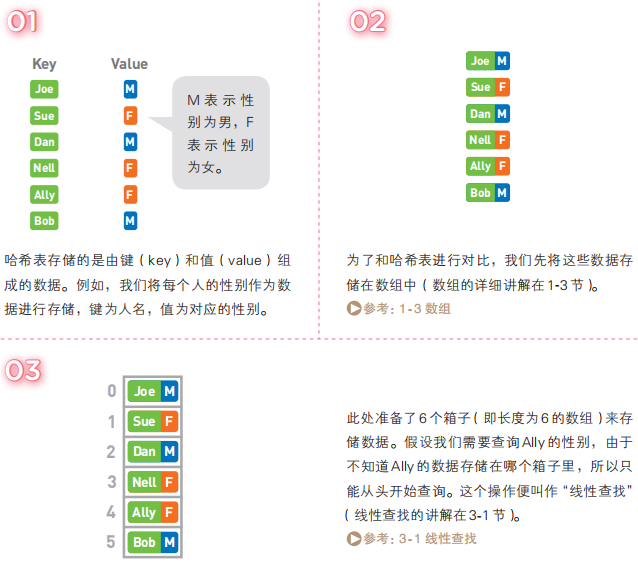 01
Key Value
Joe M
Sue F
Dan M
Nell F
Ally F
Bob M
M表示性
别为男，F
表示性别
为女。
哈希表存储的是由键（key）和值（value）组
成的数据。例如，我们将每个人的性别作为数
据进行存储，键为人名，值为对应的性别。
02
Joe M
Sue F
Dan M
Nell F
Ally F
Bob M
为了和哈希表进行对比，我们先将这些数据存
储在数组中（数组的详细讲解在1-3节）。
参考：1-3 数组
03
0 Joe M
1 Sue F
2 Dan M
3 Nell F
4 Ally F
5 Bob M
此处准备了6个箱子（即长度为6的数组）来存
储数据。假设我们需要查询Ally的性别，由于
不知道Ally的数据存储在哪个箱子里，所以只
能从头开始查询。这个操作便叫作“线性查找”
（线性查找的讲解在3-1节）。
参考：3-1 线性查找